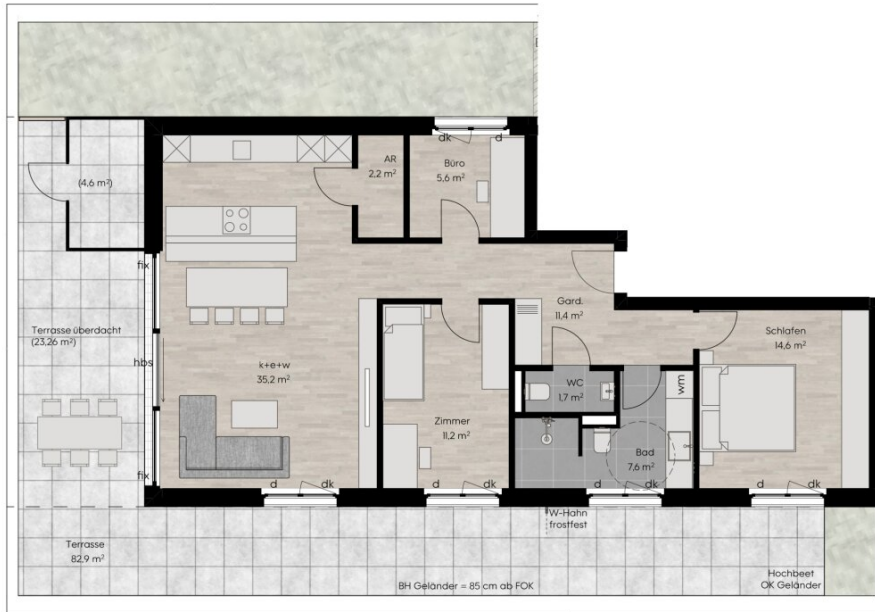 dk
d
AR
2,2 m²
Büro
5,6 m²
(4,6 m²)
fix
Gard.
11,4 m²
Terrasse überdacht
(23,26 m²)
Schlafen
14,6 m²
hbs
k+e+w
35,2 m²
WC
1,7 m²
wm
Zimmer
11,2 m²
Bad
7,6 m²
fix
d
dk
d
dk
d
dk
d
dk
W-Hahn
frostfest
Terrasse
82,9 m²
BH Geländer = 85 cm ab FOK
Hochbeet
OK Geländer